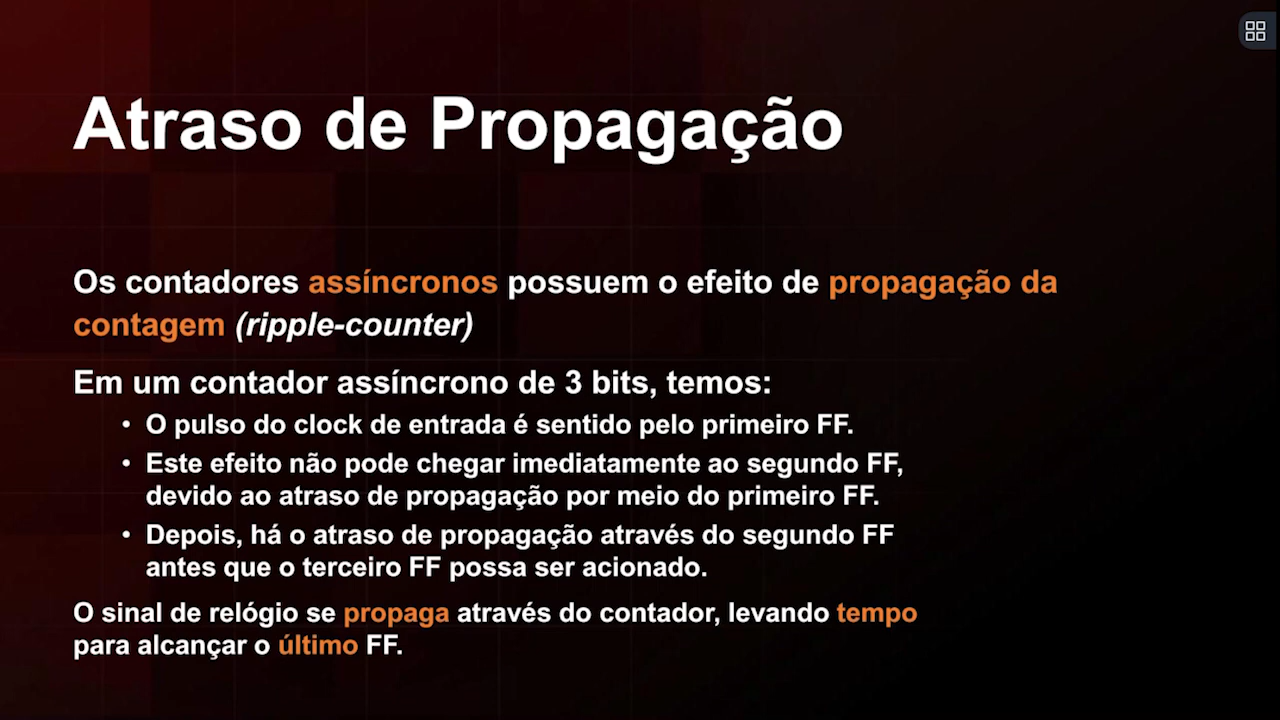 Atraso de Propagação
Os contadores assíncronos possuem o efeito de propagação da
contagem (ripple-counter)
Em um contador assíncrono de 3 bits, temos:
• O pulso do clock de entrada é sentido pelo primeiro FF.
• Este efeito não pode chegar imediatamente ao segundo FF,
devido ao atraso de propagação por meio do primeiro FF.
• Depois, há o atraso de propagação através do segundo FF
antes que o terceiro FF possa ser acionado.
O sinal de relógio se propaga através do contador, levando tempo
para alcançar o último FF.